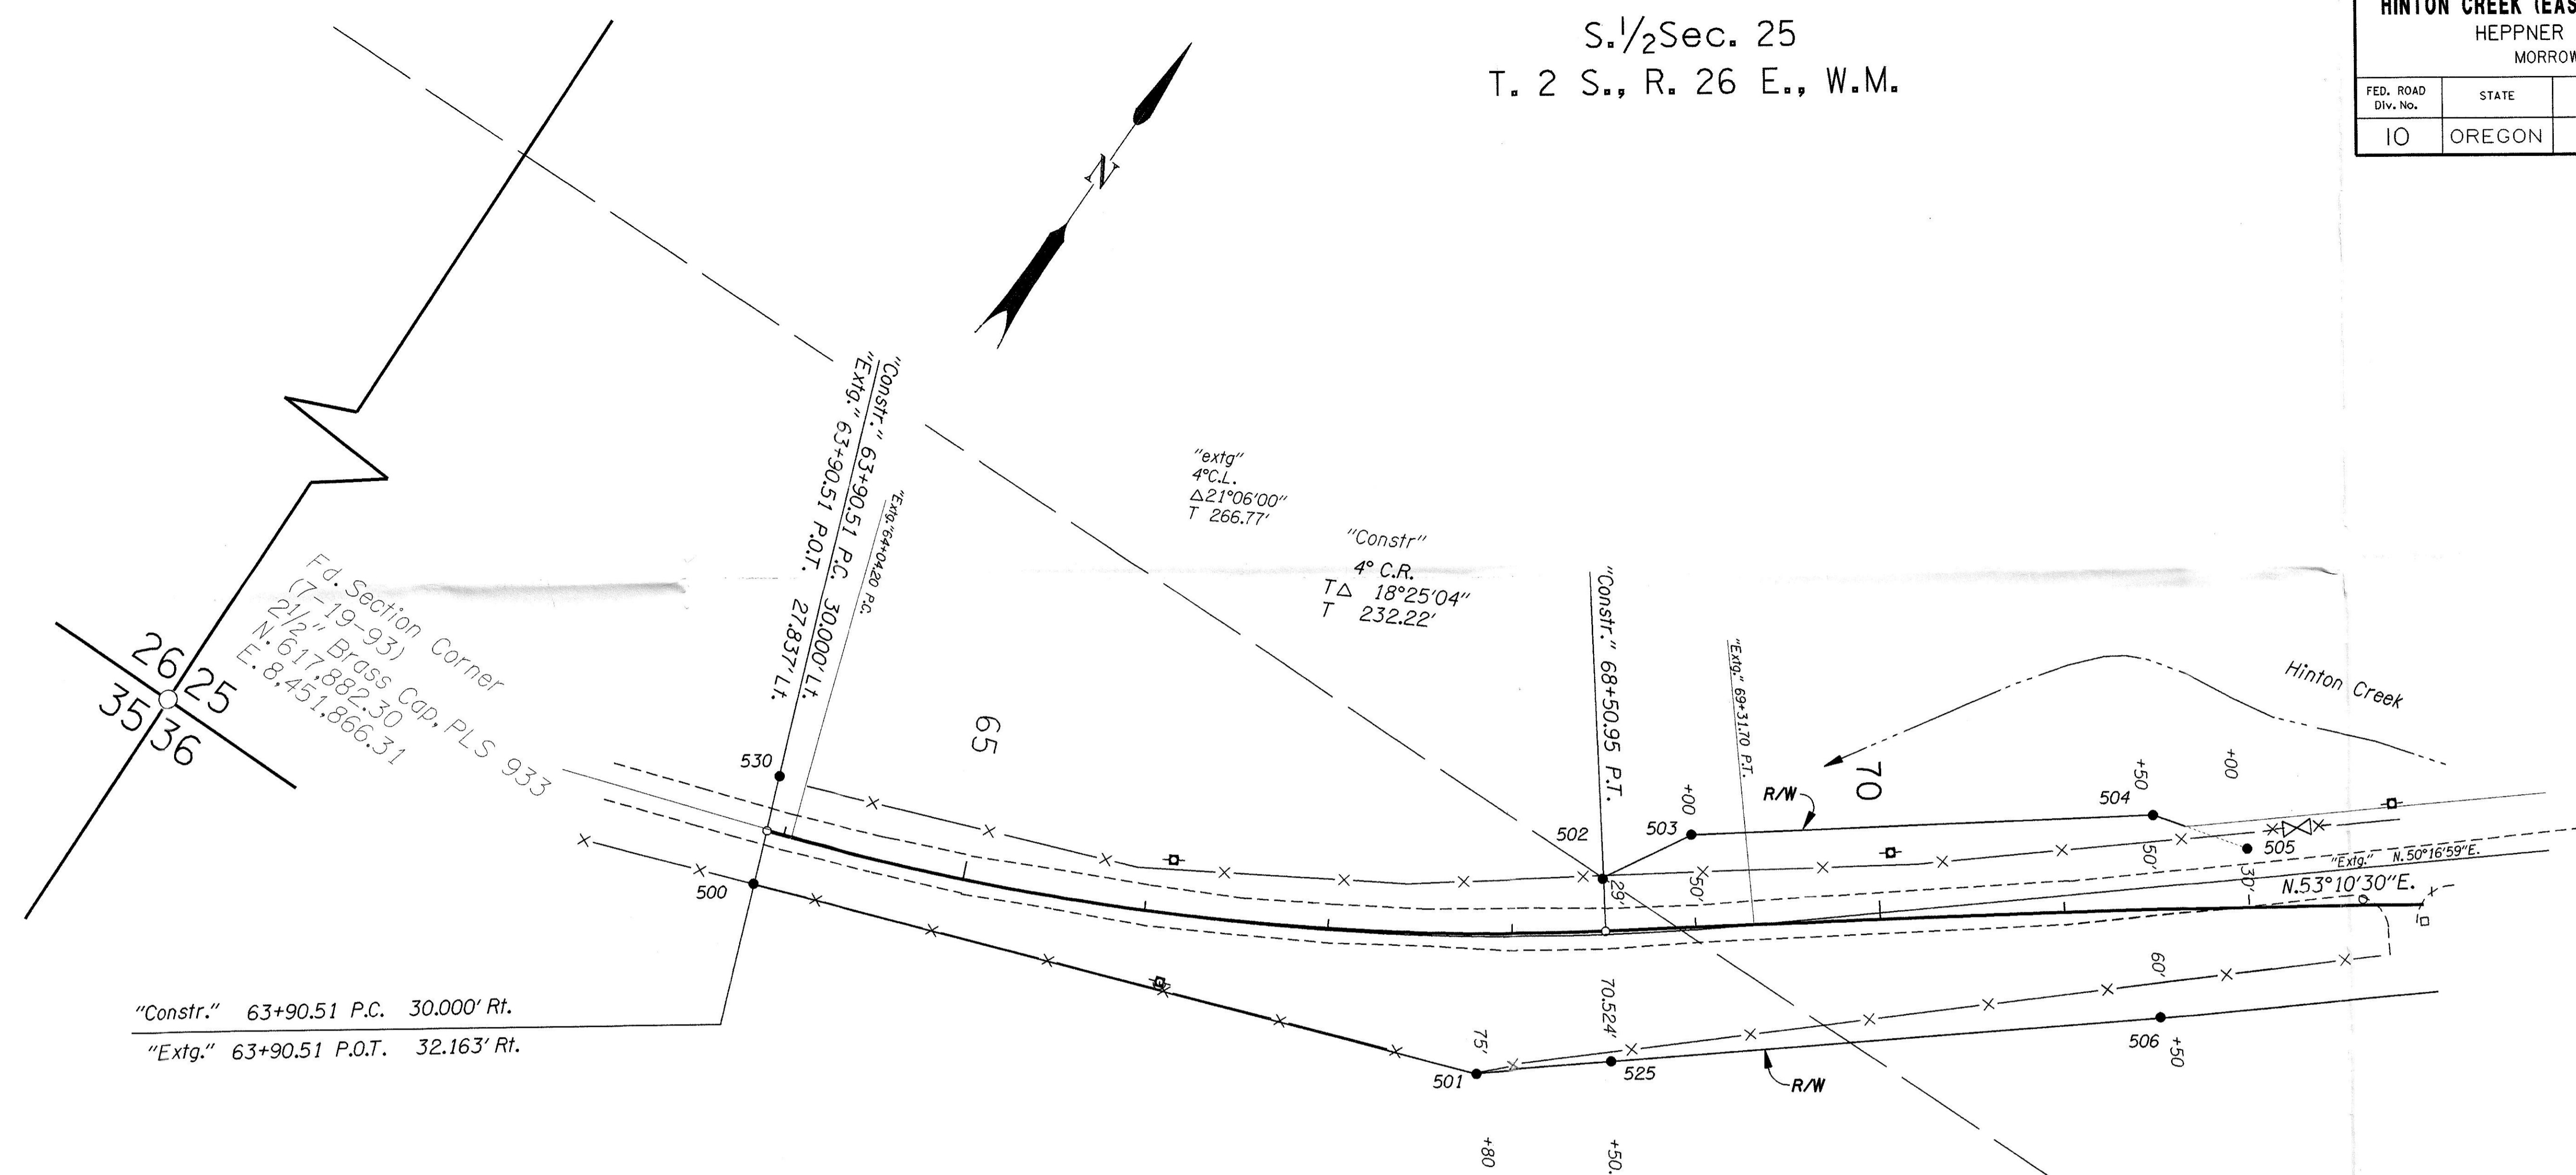 S.1/2Sec. 25
T. 2 S., R. 26 E., W.M.
HINTON CREEK (EAS
HEPPNER
MORROW
FED. ROAD
Div. No.
STATE
10
OREGON
N
"Constr." 63+90.51 P.C. 30.000' Lt.
"Extg." 63+90.51 P.O.T. 27.837' Lt.
"Extg." 64+04.20 P.C.
"extg"
4°C.L.
Δ21°06'00"
T 266.77'
"Constr"
4° C.R.
TΔ 18°25'04"
T 232.22'
"Constr." 68+50.95 P.T.
"Extg." 69+31.70 P.T.
Fd. Section Corner
(7-19-93)
2 1/2" Brass Cap, PLS 933
N. 617,882.30
E. 8,451,866.31
26 25
35 36
65
70
Hinton Creek
530
500
502
503
+00
R/W
504
+50
+00
505
29'
50'
50'
30'
"Extg." N.50°16'59"E.
N.53°10'30"E.
"Constr." 63+90.51 P.C. 30.000' Rt.
"Extg." 63+90.51 P.O.T. 32.163' Rt.
75'
70.524'
60'
501
525
R/W
506
+50
+80
+50.